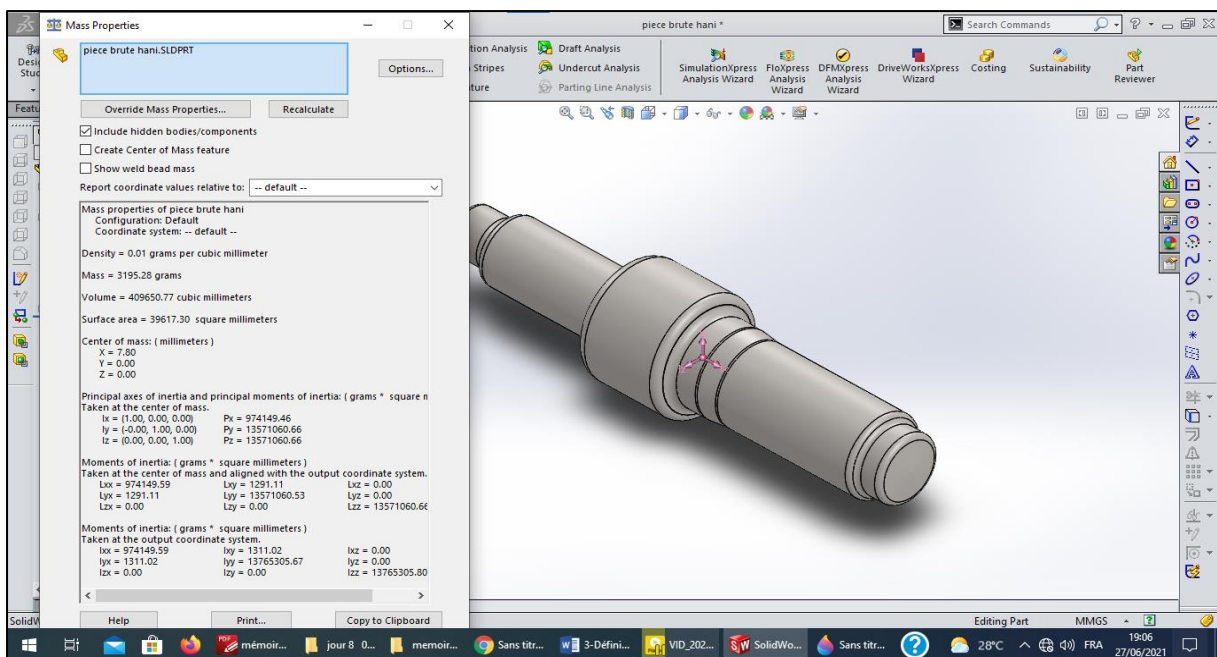 Mass Properties
piece brute hani *
Search Commands
piece brute hani.SLDPRT
Options...
Override Mass Properties...
Recalculate
Include hidden bodies/components
Create Center of Mass feature
Show weld bead mass
Report coordinate values relative to: -- default --
Mass properties of piece brute hani
Configuration: Default
Coordinate system: -- default --
Density = 0.01 grams per cubic millimeter
Mass = 3195.28 grams
Volume = 409650.77 cubic millimeters
Surface area = 39617.30 square millimeters
Center of mass: ( millimeters )
X = 7.80
Y = 0.00
Z = 0.00
Principal axes of inertia and principal moments of inertia: ( grams * square m
Taken at the center of mass.
Ix = (1.00, 0.00, 0.00) Px = 974149.46
Iy = (-0.00, 1.00, 0.00) Py = 13571060.66
Iz = (0.00, 0.00, 1.00) Pz = 13571060.66
Moments of inertia: ( grams * square millimeters )
Taken at the center of mass and aligned with the output coordinate system.
Lxx = 974149.59 Lxy = 1291.11 Lxz = 0.00
Lyx = 1291.11 Lyy = 13571060.53 Lyz = 0.00
Lzx = 0.00 Lzy = 0.00 Lzz = 13571060.66
Moments of inertia: ( grams * square millimeters )
Taken at the output coordinate system.
Ixx = 974149.59 Ixy = 1311.02 Ixz = 0.00
Iyx = 1311.02 Iyy = 13765305.67 Iyz = 0.00
Izx = 0.00 Izy = 0.00 Izz = 13765305.80
Help
Print...
Copy to Clipboard
Desig
Stud
Featu
tion Analysis
Stripes
ture
Draft Analysis
Undercut Analysis
Parting Line Analysis
SimulationXpress
Analysis Wizard
FloXpress
Analysis
Wizard
DFMXpress
Analysis
Wizard
DriveWorksXpress
Wizard
Costing
Sustainability
Part
Reviewer
SolidW
Editing Part
MMGS
mémoir...
jour 8 0...
memoir...
Sans titr...
3-Défini...
VID_202...
SolidWo...
Sans titr...
28°C
FRA
19:06
27/06/2021